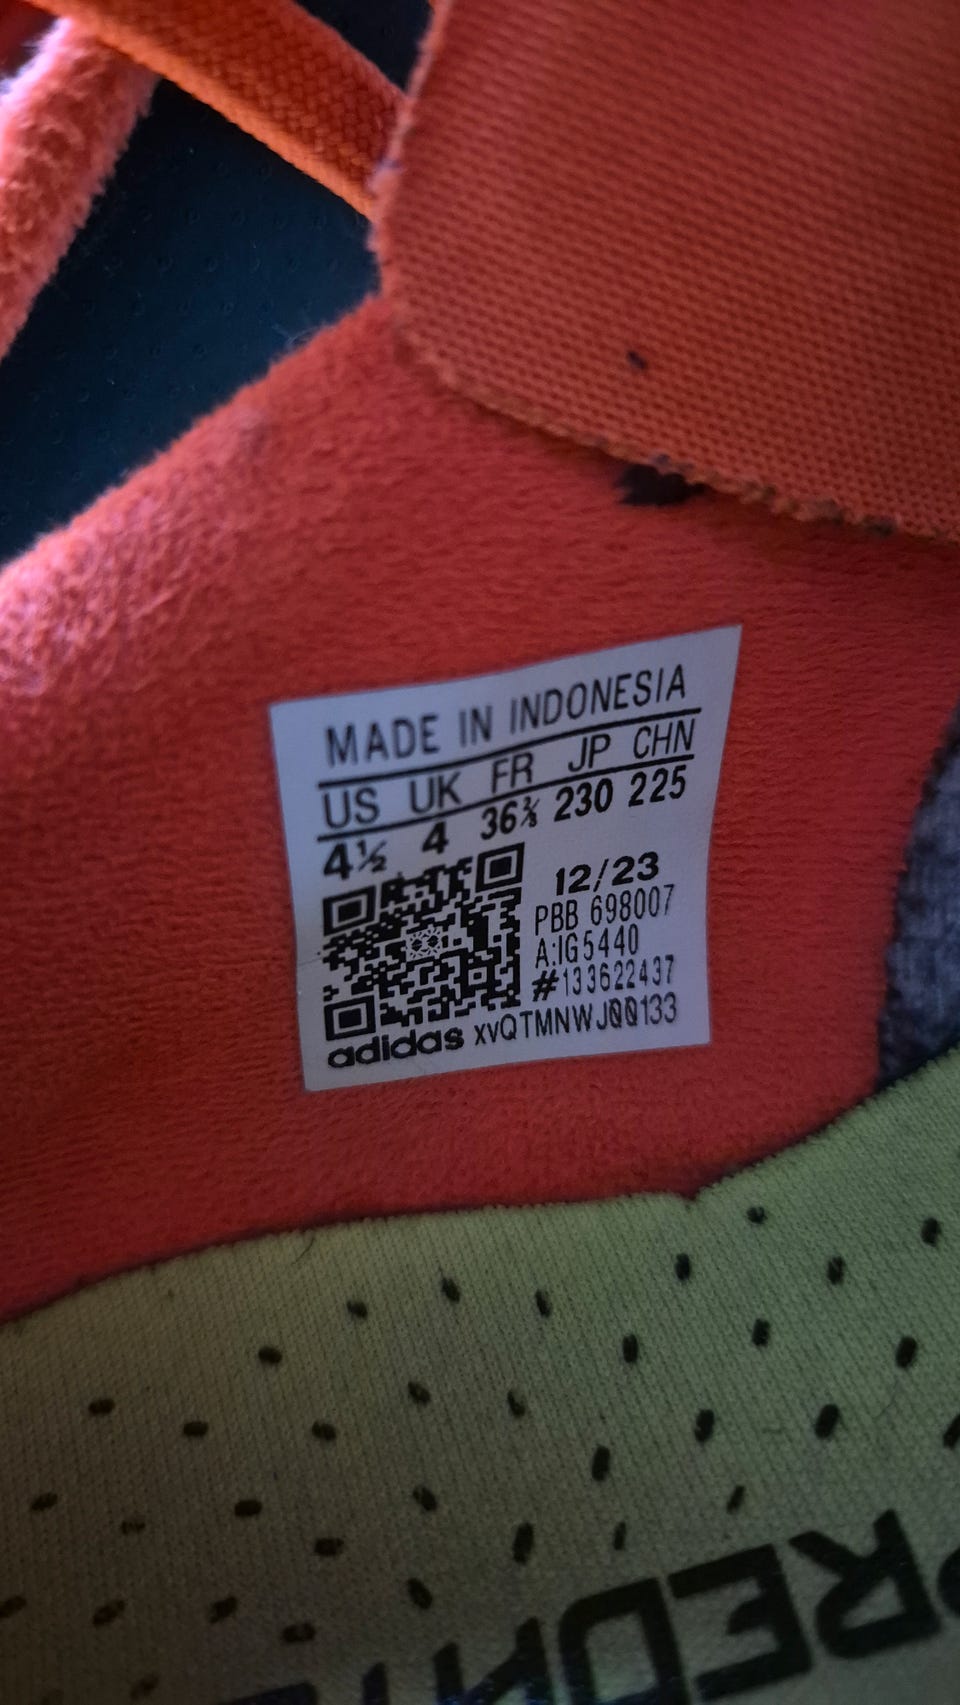 MADE IN INDONESIA
US UK FR JP CHN
4½ 4 36⅔ 230 225
12/23
PBB 698007
A:IG5440
#133622437
adidas XVQTMNWJ00133